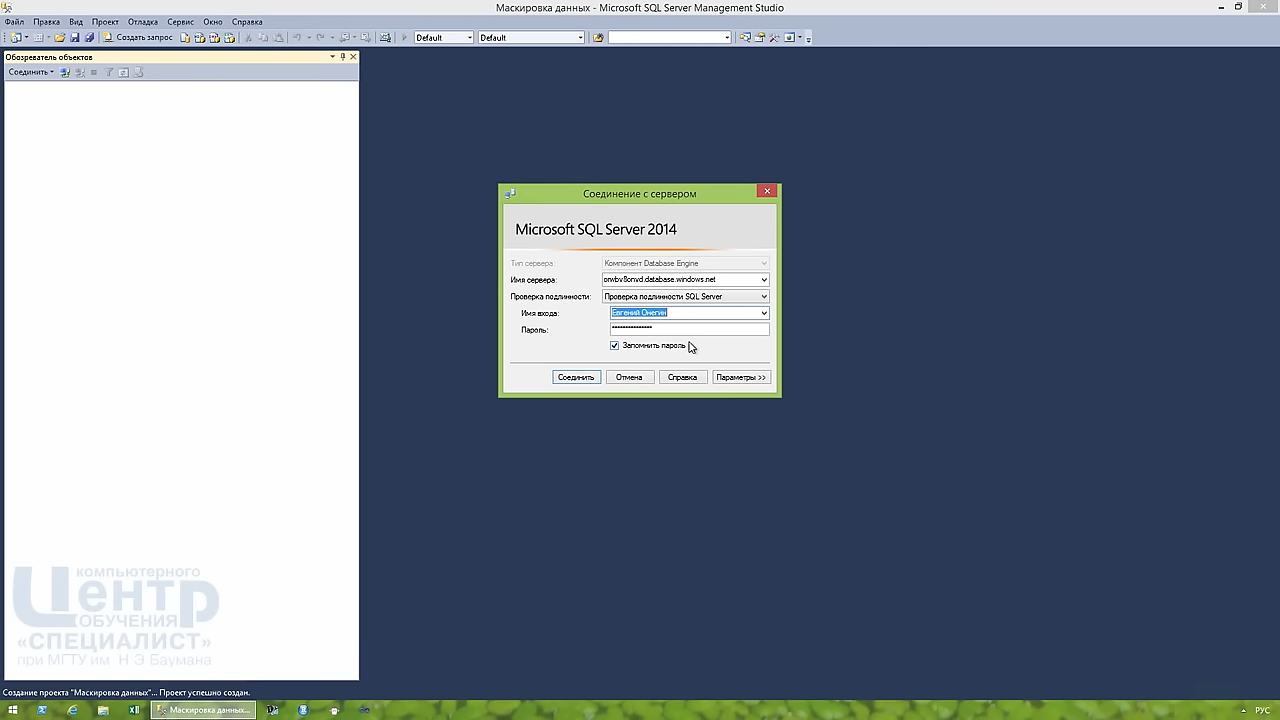 Маскировка данных - Microsoft SQL Server Management Studio
Файл Правка Вид Проект Отладка Сервис Окно Справка
Создать запрос Default Default
Обозреватель объектов
Соединить
Соединение с сервером
Microsoft SQL Server 2014
Тип сервера: Компонент Database Engine
Имя сервера: onwbv8onvd.database.windows.net
Проверка подлинности: Проверка подлинности SQL Server
Имя входа: Евгений Онегин
Пароль: ***************
Запомнить пароль
Соединить Отмена Справка Параметры >>
компьютерного
Центр
ОБУЧЕНИЯ
«СПЕЦИАЛИСТ»
при МГТУ им Н Э Баумана
Создание проекта "Маскировка данных"... Проект успешно создан.
Маскировка данных... РУС